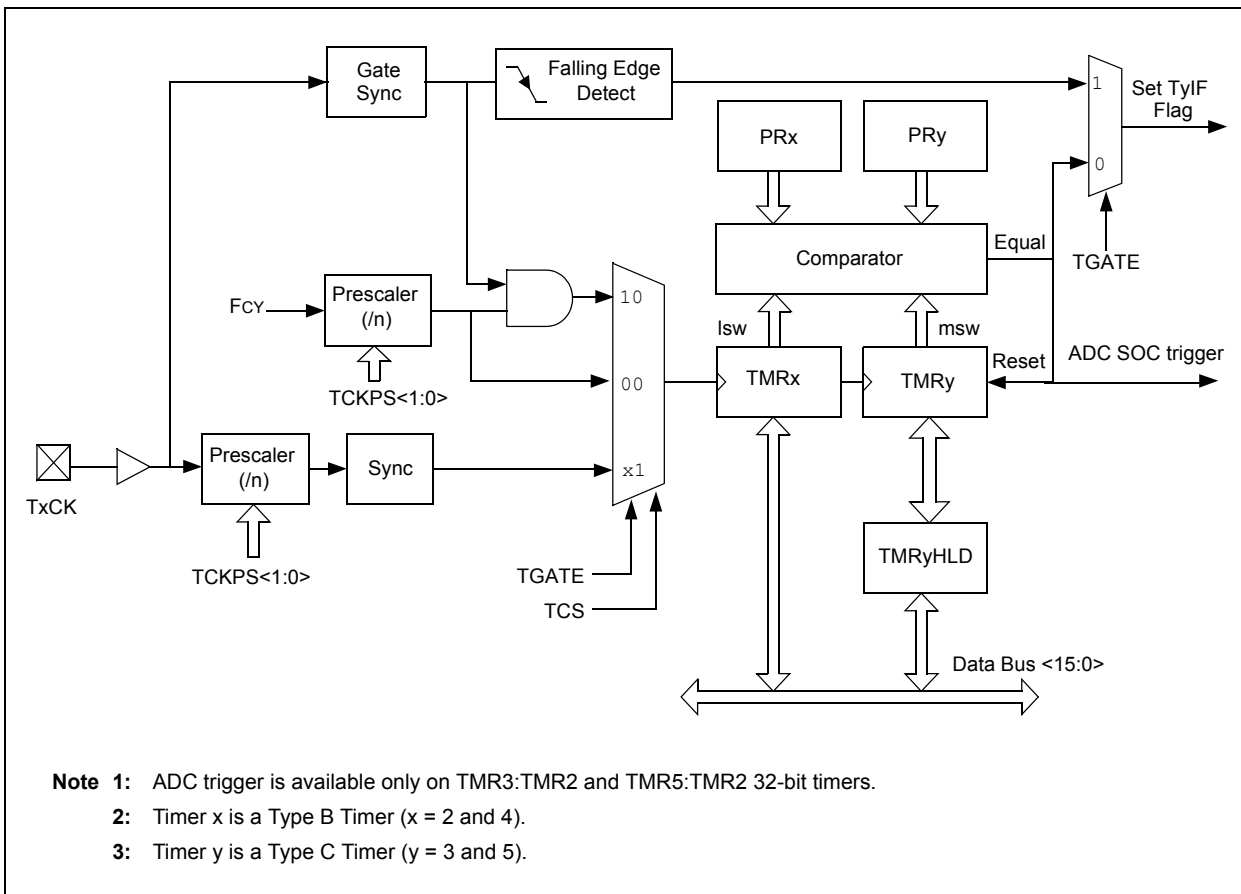 Gate
Sync
Falling Edge
Detect
1
Set TyIF
Flag
PRx
PRy
0
Comparator
Equal
TGATE
10
FCY
Prescaler
(/n)
lsw
msw
00
TMRx
TMRy
Reset
ADC SOC trigger
TCKPS<1:0>
Prescaler
(/n)
Sync
x1
TxCK
TMRyHLD
TCKPS<1:0>
TGATE
TCS
Data Bus <15:0>
Note 1: ADC trigger is available only on TMR3:TMR2 and TMR5:TMR2 32-bit timers.
2: Timer x is a Type B Timer (x = 2 and 4).
3: Timer y is a Type C Timer (y = 3 and 5).